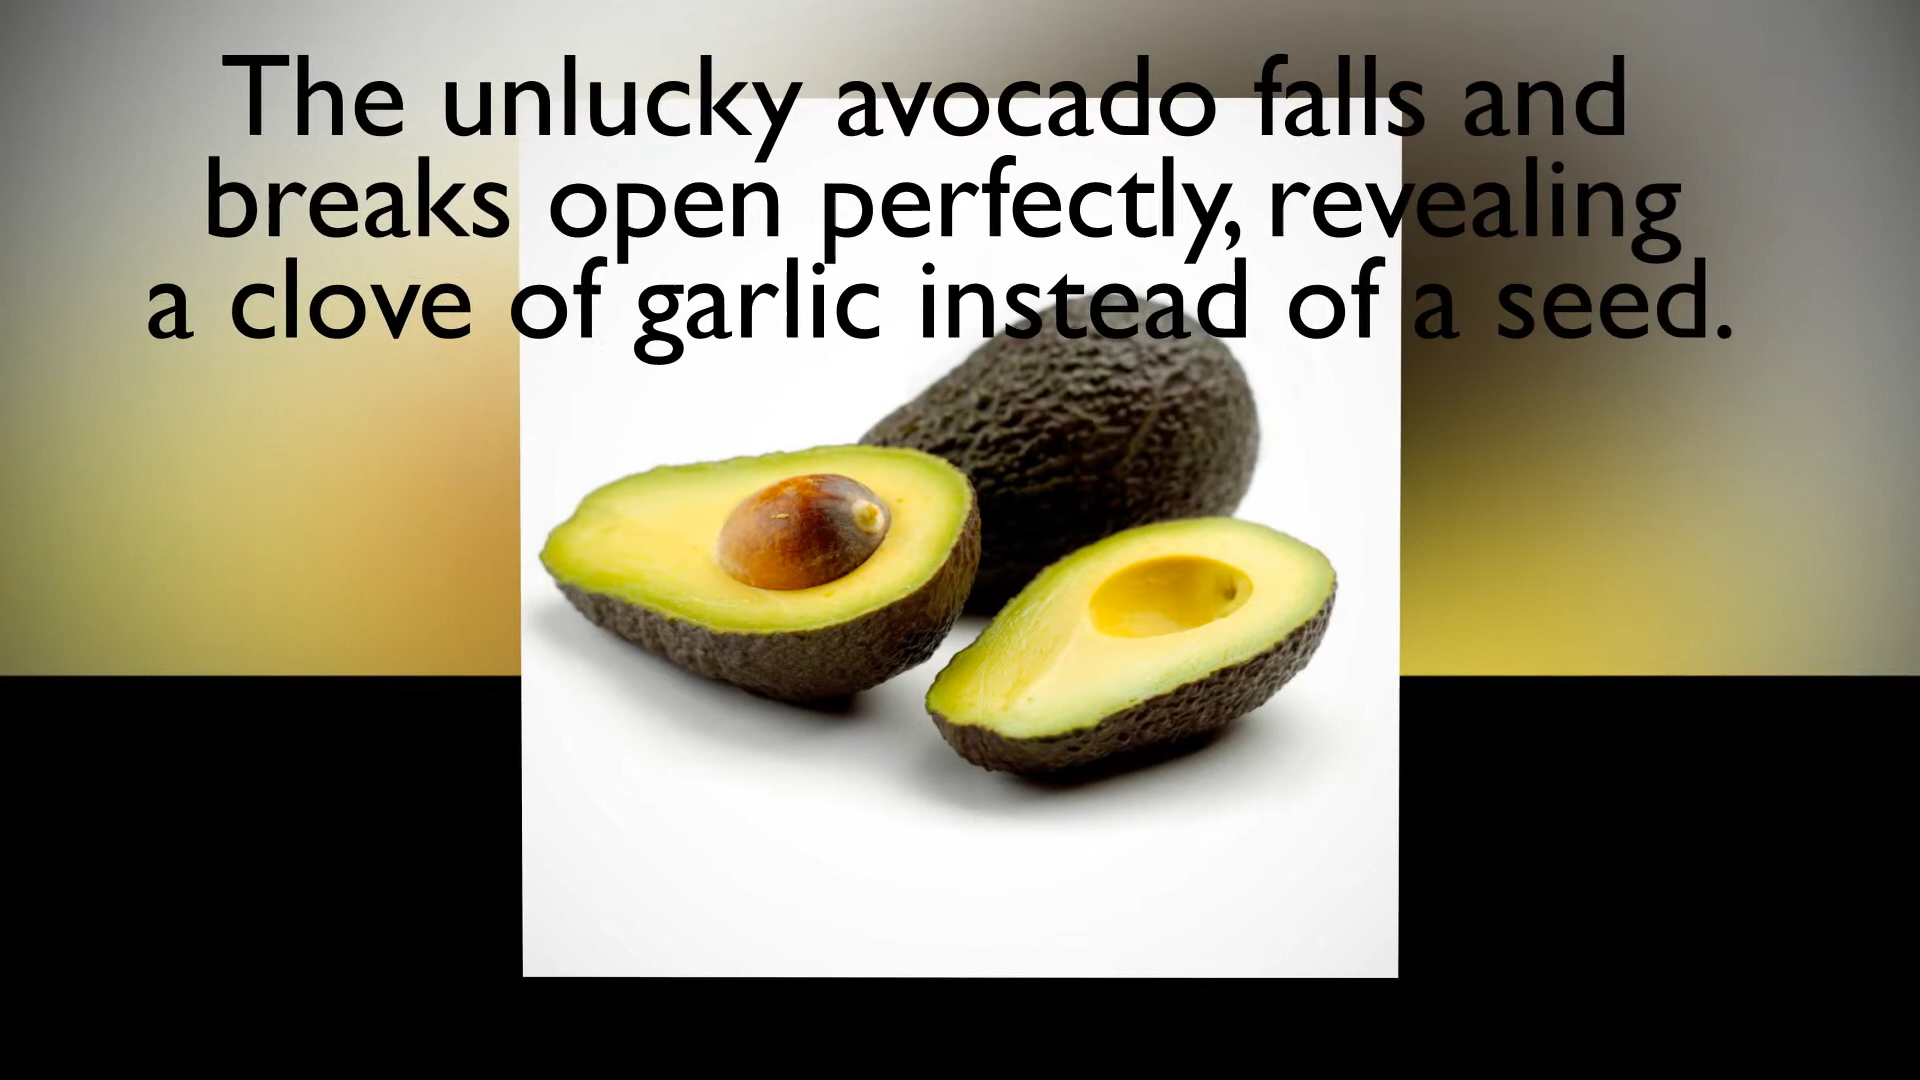 The unlucky avocado falls and
breaks open perfectly, revealing
a clove of garlic instead of a seed.